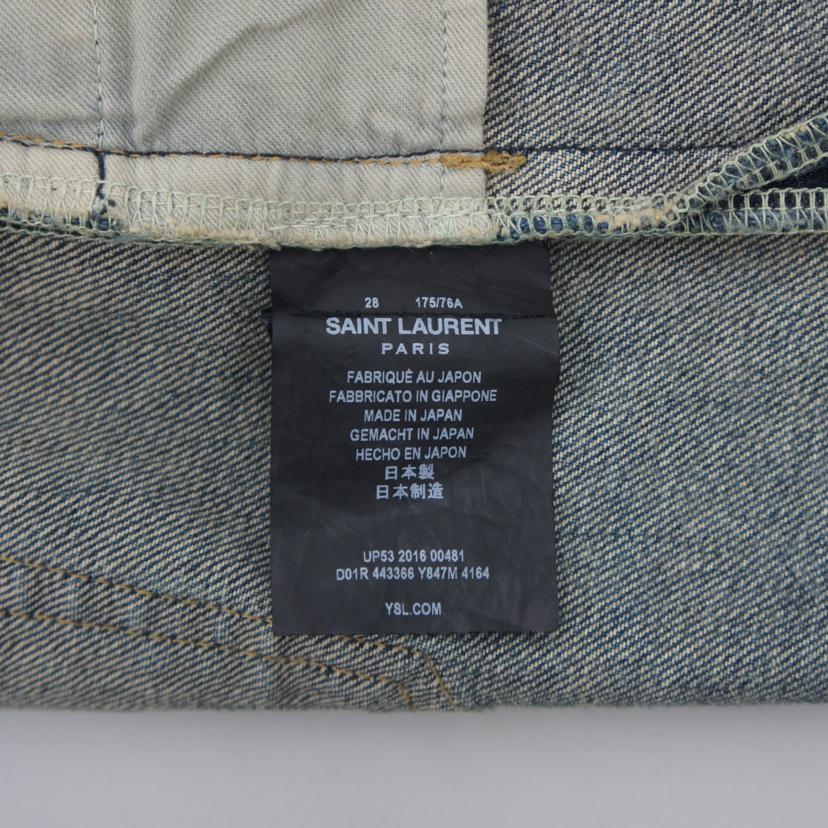 28 175/76A
SAINT LAURENT
PARIS
FABRIQUÉ AU JAPON
FABBRICATO IN GIAPPONE
MADE IN JAPAN
GEMACHT IN JAPAN
HECHO EN JAPON
日本製
日本制造
UP53 2016 00481
D01R 443366 Y847M 4164
YSL.COM